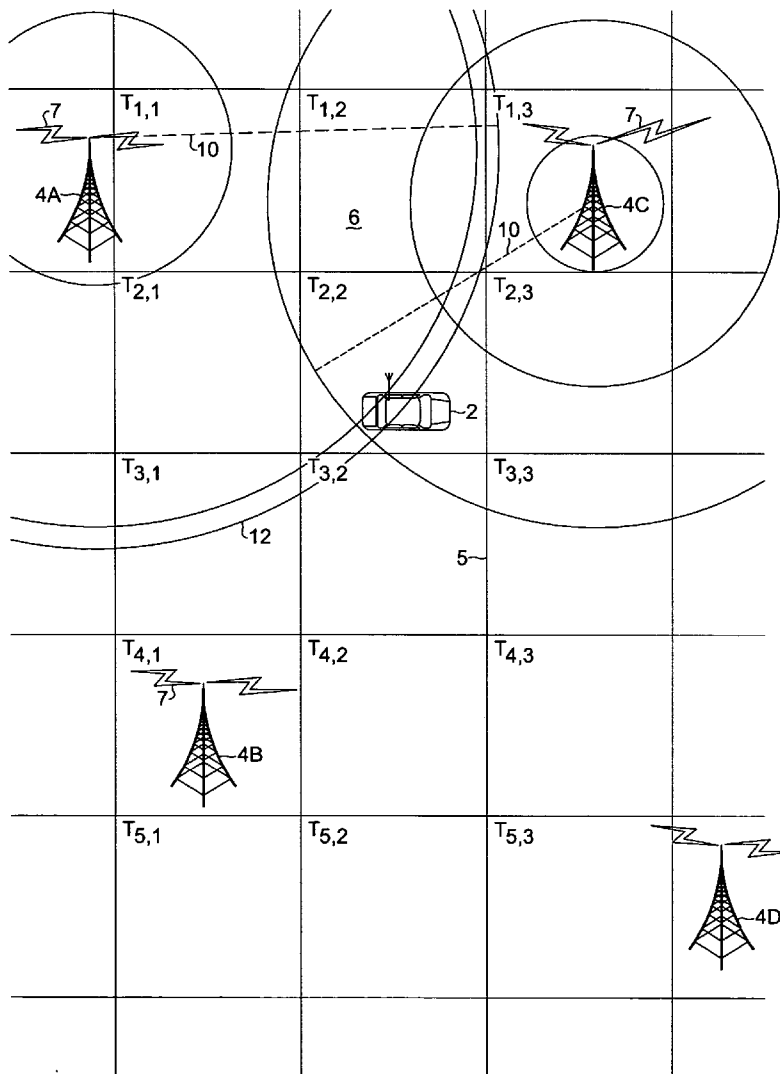 T1,1 T1,2 T1,3
7 7
10
4A 4C
6 10
T2,1 T2,2 T2,3
2
T3,1 T3,2 T3,3
12
5
T4,1 T4,2 T4,3
7
4B
T5,1 T5,2 T5,3
4D